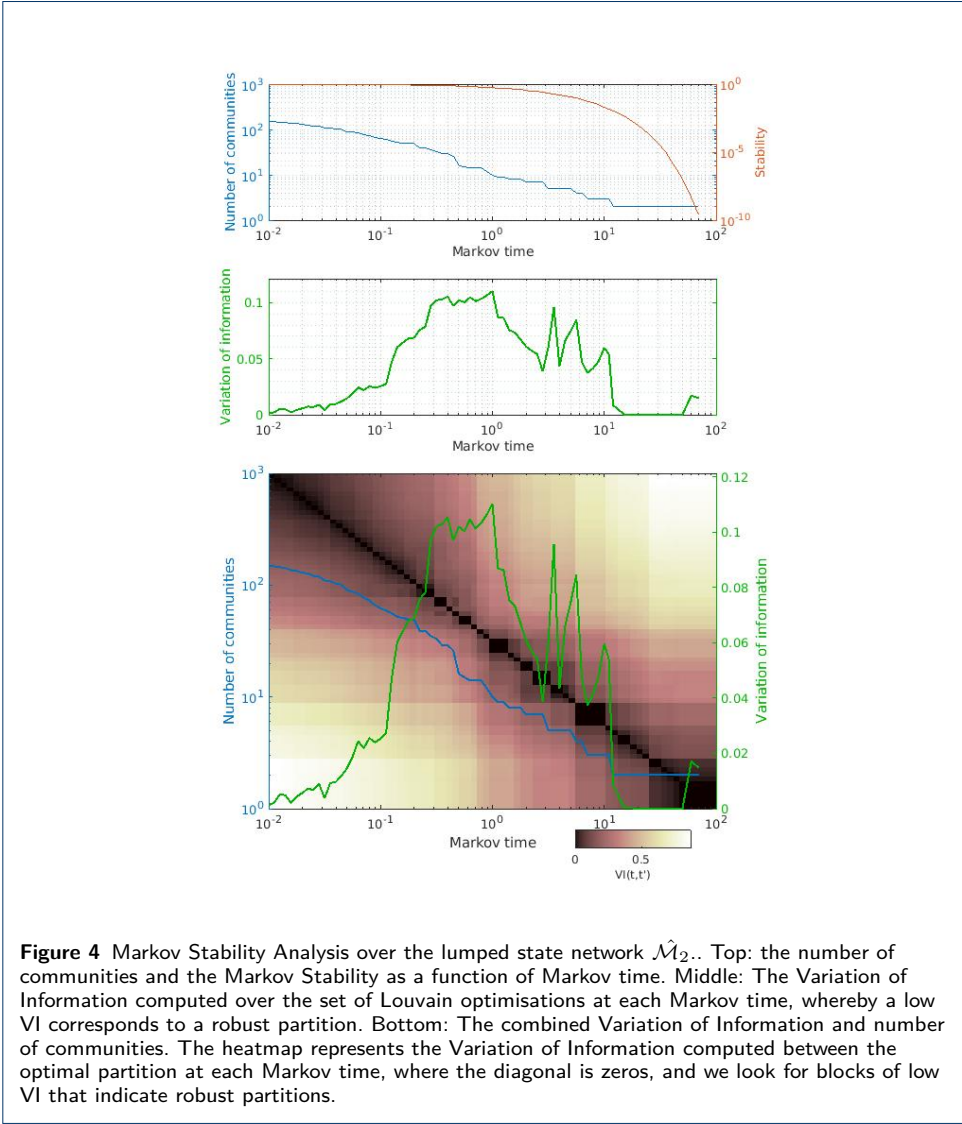 10^3
10^2
10^1
10^0
Number of communities
10^0
10^-5
10^-10
Stability
10^-2 10^-1 10^0 10^1 10^2
Markov time
0.1
0.05
0
Variation of information
10^-2 10^-1 10^0 10^1 10^2
Markov time
10^3
10^2
10^1
10^0
Number of communities
0.12
0.1
0.08
0.06
0.04
0.02
0
Variation of information
10^-2 10^-1 10^0 10^1 10^2
Markov time
0 0.5
VI(t,t')
Figure 4 Markov Stability Analysis over the lumped state network $\hat{\mathcal{M}}_2$.. Top: the number of
communities and the Markov Stability as a function of Markov time. Middle: The Variation of
Information computed over the set of Louvain optimisations at each Markov time, whereby a low
VI corresponds to a robust partition. Bottom: The combined Variation of Information and number
of communities. The heatmap represents the Variation of Information computed between the
optimal partition at each Markov time, where the diagonal is zeros, and we look for blocks of low
VI that indicate robust partitions.